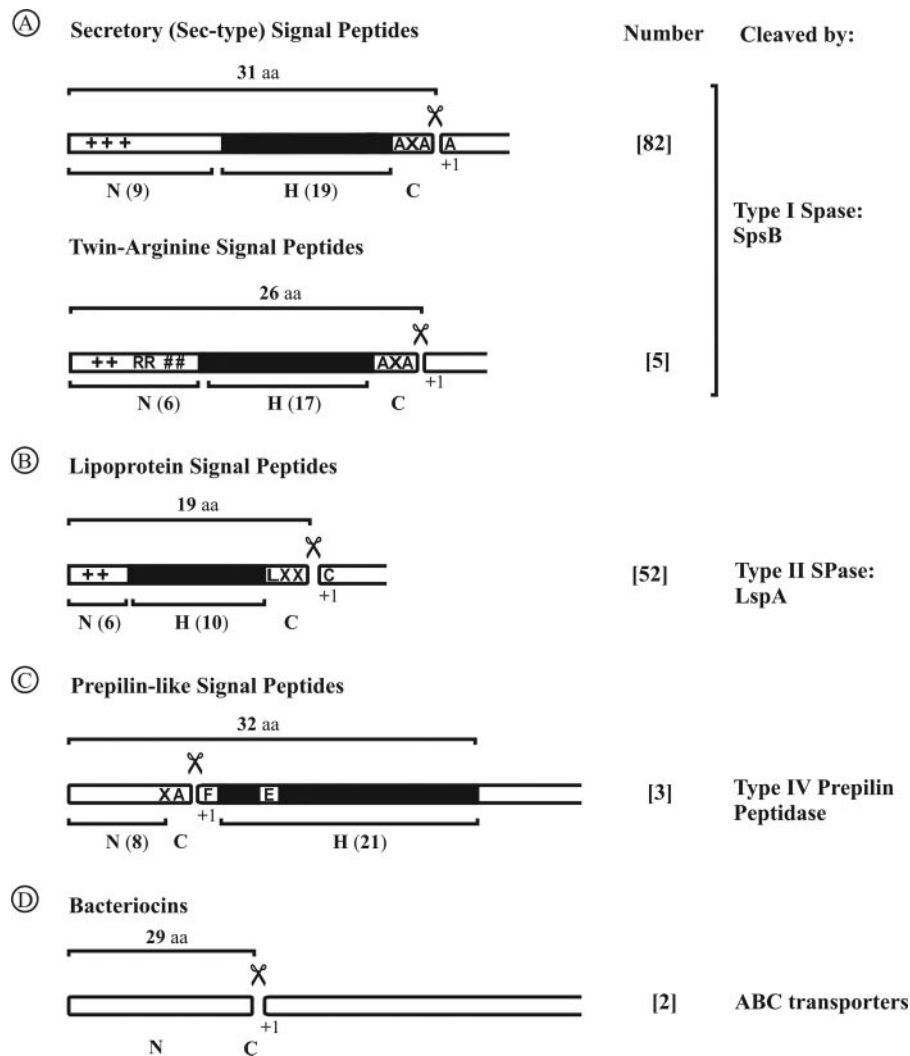 A Secretory (Sec-type) Signal Peptides Number Cleaved by:
31 aa
+ + + AXA A [82]
+1
N (9) H (19) C
Type I Spase:
SpsB
Twin-Arginine Signal Peptides
26 aa
++ RR ## AXA [5]
+1
N (6) H (17) C
B Lipoprotein Signal Peptides
19 aa
++ LXX C [52] Type II SPase:
LspA
+1
N (6) H (10) C
C Prepilin-like Signal Peptides
32 aa
XA F E [3] Type IV Prepilin
Peptidase
+1
N (8) C H (21)
D Bacteriocins
29 aa
[2] ABC transporters
+1
N C